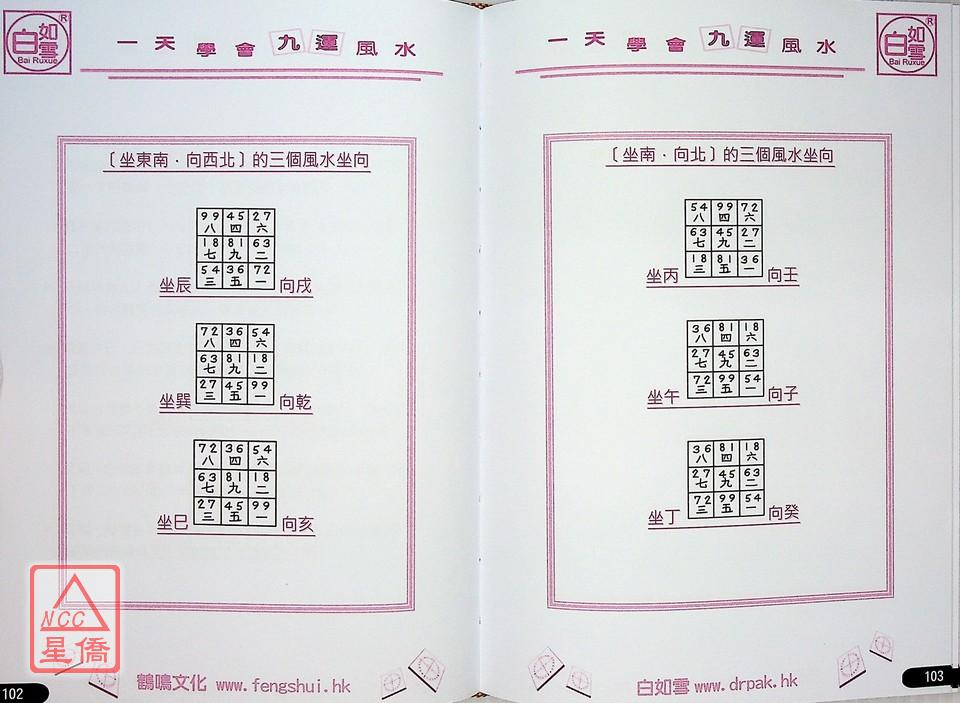 白如雪®
Bai Ruxue
一天學會九運風水
〔坐東南．向西北〕的三個風水坐向
99 45 27
八 四 六
18 81 63
七 九 二
54 36 72
三 五 一
坐辰 向戌
72 36 54
八 四 六
63 81 18
七 九 二
27 45 99
三 五 一
坐巽 向乾
72 36 54
八 四 六
63 81 18
七 九 二
27 45 99
三 五 一
坐巳 向亥
NCC
星僑
鶴鳴文化 www.fengshui.hk
102
一天學會九運風水
白如雪®
Bai Ruxue
〔坐南．向北〕的三個風水坐向
54 99 72
八 四 六
63 45 27
七 九 二
18 81 36
三 五 一
坐丙 向壬
36 81 18
八 四 六
27 45 63
七 九 二
72 99 54
三 五 一
坐午 向子
36 81 18
八 四 六
27 45 63
七 九 二
72 99 54
三 五 一
坐丁 向癸
白如雪 www.drpak.hk
103